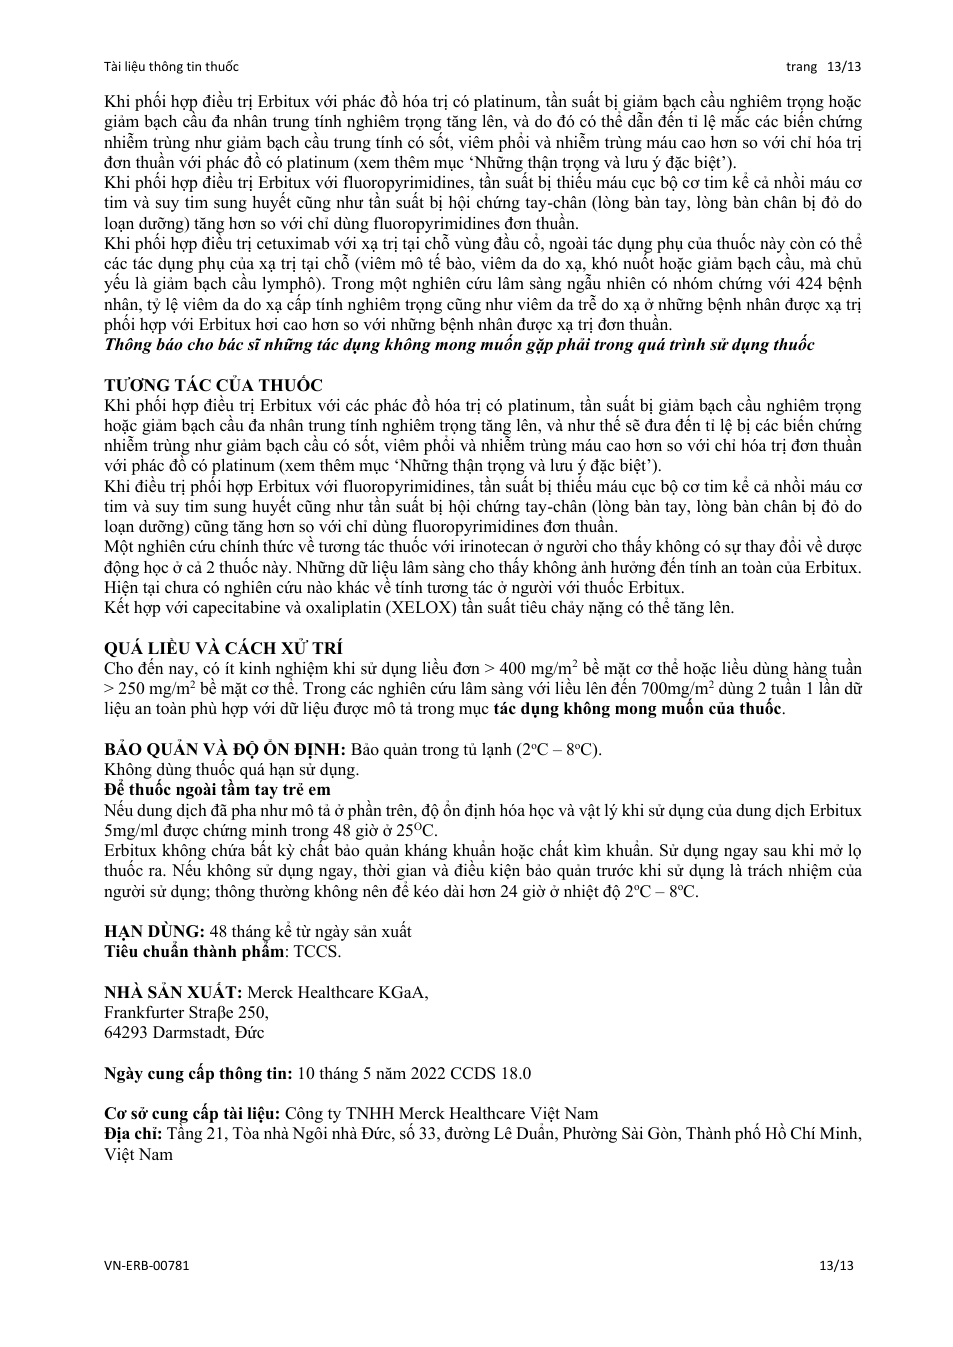 Tài liệu thông tin thuốc trang 13/13
Khi phối hợp điều trị Erbitux với phác đồ hóa trị có platinum, tần suất bị giảm bạch cầu nghiêm trọng hoặc
giảm bạch cầu đa nhân trung tính nghiêm trọng tăng lên, và do đó có thể dẫn đến tỉ lệ mắc các biến chứng
nhiễm trùng như giảm bạch cầu trung tính có sốt, viêm phổi và nhiễm trùng máu cao hơn so với chỉ hóa trị
đơn thuần với phác đồ có platinum (xem thêm mục ‘Những thận trọng và lưu ý đặc biệt’).
Khi phối hợp điều trị Erbitux với fluoropyrimidines, tần suất bị thiếu máu cục bộ cơ tim kể cả nhồi máu cơ
tim và suy tim sung huyết cũng như tần suất bị hội chứng tay-chân (lòng bàn tay, lòng bàn chân bị đỏ do
loạn dưỡng) tăng hơn so với chỉ dùng fluoropyrimidines đơn thuần.
Khi phối hợp điều trị cetuximab với xạ trị tại chỗ vùng đầu cổ, ngoài tác dụng phụ của thuốc này còn có thể
các tác dụng phụ của xạ trị tại chỗ (viêm mô tế bào, viêm da do xạ, khó nuốt hoặc giảm bạch cầu, mà chủ
yếu là giảm bạch cầu lymphô). Trong một nghiên cứu lâm sàng ngẫu nhiên có nhóm chứng với 424 bệnh
nhân, tỷ lệ viêm da do xạ cấp tính nghiêm trọng cũng như viêm da trễ do xạ ở những bệnh nhân được xạ trị
phối hợp với Erbitux hơi cao hơn so với những bệnh nhân được xạ trị đơn thuần.
Thông báo cho bác sĩ những tác dụng không mong muốn gặp phải trong quá trình sử dụng thuốc
TƯƠNG TÁC CỦA THUỐC
Khi phối hợp điều trị Erbitux với các phác đồ hóa trị có platinum, tần suất bị giảm bạch cầu nghiêm trọng
hoặc giảm bạch cầu đa nhân trung tính nghiêm trọng tăng lên, và như thế sẽ đưa đến tỉ lệ bị các biến chứng
nhiễm trùng như giảm bạch cầu có sốt, viêm phổi và nhiễm trùng máu cao hơn so với chỉ hóa trị đơn thuần
với phác đồ có platinum (xem thêm mục ‘Những thận trọng và lưu ý đặc biệt’).
Khi điều trị phối hợp Erbitux với fluoropyrimidines, tần suất bị thiếu máu cục bộ cơ tim kể cả nhồi máu cơ
tim và suy tim sung huyết cũng như tần suất bị hội chứng tay-chân (lòng bàn tay, lòng bàn chân bị đỏ do
loạn dưỡng) cũng tăng hơn so với chỉ dùng fluoropyrimidines đơn thuần.
Một nghiên cứu chính thức về tương tác thuốc với irinotecan ở người cho thấy không có sự thay đổi về dược
động học ở cả 2 thuốc này. Những dữ liệu lâm sàng cho thấy không ảnh hưởng đến tính an toàn của Erbitux.
Hiện tại chưa có nghiên cứu nào khác về tính tương tác ở người với thuốc Erbitux.
Kết hợp với capecitabine và oxaliplatin (XELOX) tần suất tiêu chảy nặng có thể tăng lên.
QUÁ LIỀU VÀ CÁCH XỬ TRÍ
Cho đến nay, có ít kinh nghiệm khi sử dụng liều đơn > 400 mg/m² bề mặt cơ thể hoặc liều dùng hàng tuần
> 250 mg/m² bề mặt cơ thể. Trong các nghiên cứu lâm sàng với liều lên đến 700mg/m² dùng 2 tuần 1 lần dữ
liệu an toàn phù hợp với dữ liệu được mô tả trong mục tác dụng không mong muốn của thuốc.
BẢO QUẢN VÀ ĐỘ ỔN ĐỊNH: Bảo quản trong tủ lạnh (2ºC – 8ºC).
Không dùng thuốc quá hạn sử dụng.
Để thuốc ngoài tầm tay trẻ em
Nếu dung dịch đã pha như mô tả ở phần trên, độ ổn định hóa học và vật lý khi sử dụng của dung dịch Erbitux
5mg/ml được chứng minh trong 48 giờ ở 25ᴼC.
Erbitux không chứa bất kỳ chất bảo quản kháng khuẩn hoặc chất kìm khuẩn. Sử dụng ngay sau khi mở lọ
thuốc ra. Nếu không sử dụng ngay, thời gian và điều kiện bảo quản trước khi sử dụng là trách nhiệm của
người sử dụng; thông thường không nên để kéo dài hơn 24 giờ ở nhiệt độ 2ºC – 8ºC.
HẠN DÙNG: 48 tháng kể từ ngày sản xuất
Tiêu chuẩn thành phẩm: TCCS.
NHÀ SẢN XUẤT: Merck Healthcare KGaA,
Frankfurter Straβe 250,
64293 Darmstadt, Đức
Ngày cung cấp thông tin: 10 tháng 5 năm 2022 CCDS 18.0
Cơ sở cung cấp tài liệu: Công ty TNHH Merck Healthcare Việt Nam
Địa chỉ: Tầng 21, Tòa nhà Ngôi nhà Đức, số 33, đường Lê Duẩn, Phường Sài Gòn, Thành phố Hồ Chí Minh,
Việt Nam
VN-ERB-00781 13/13